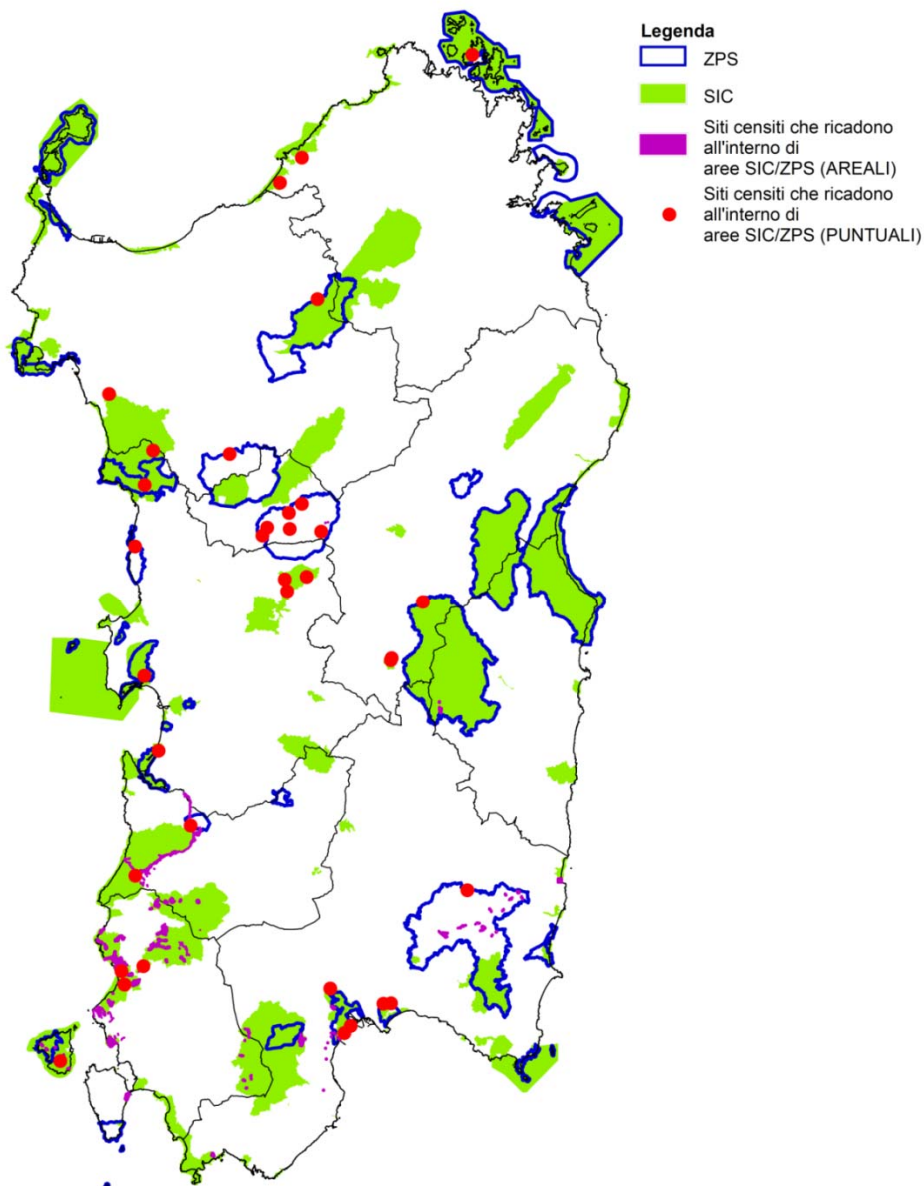 Legenda
ZPS
SIC
Siti censiti che ricadono
all'interno di
aree SIC/ZPS (AREALI)
Siti censiti che ricadono
all'interno di
aree SIC/ZPS (PUNTUALI)